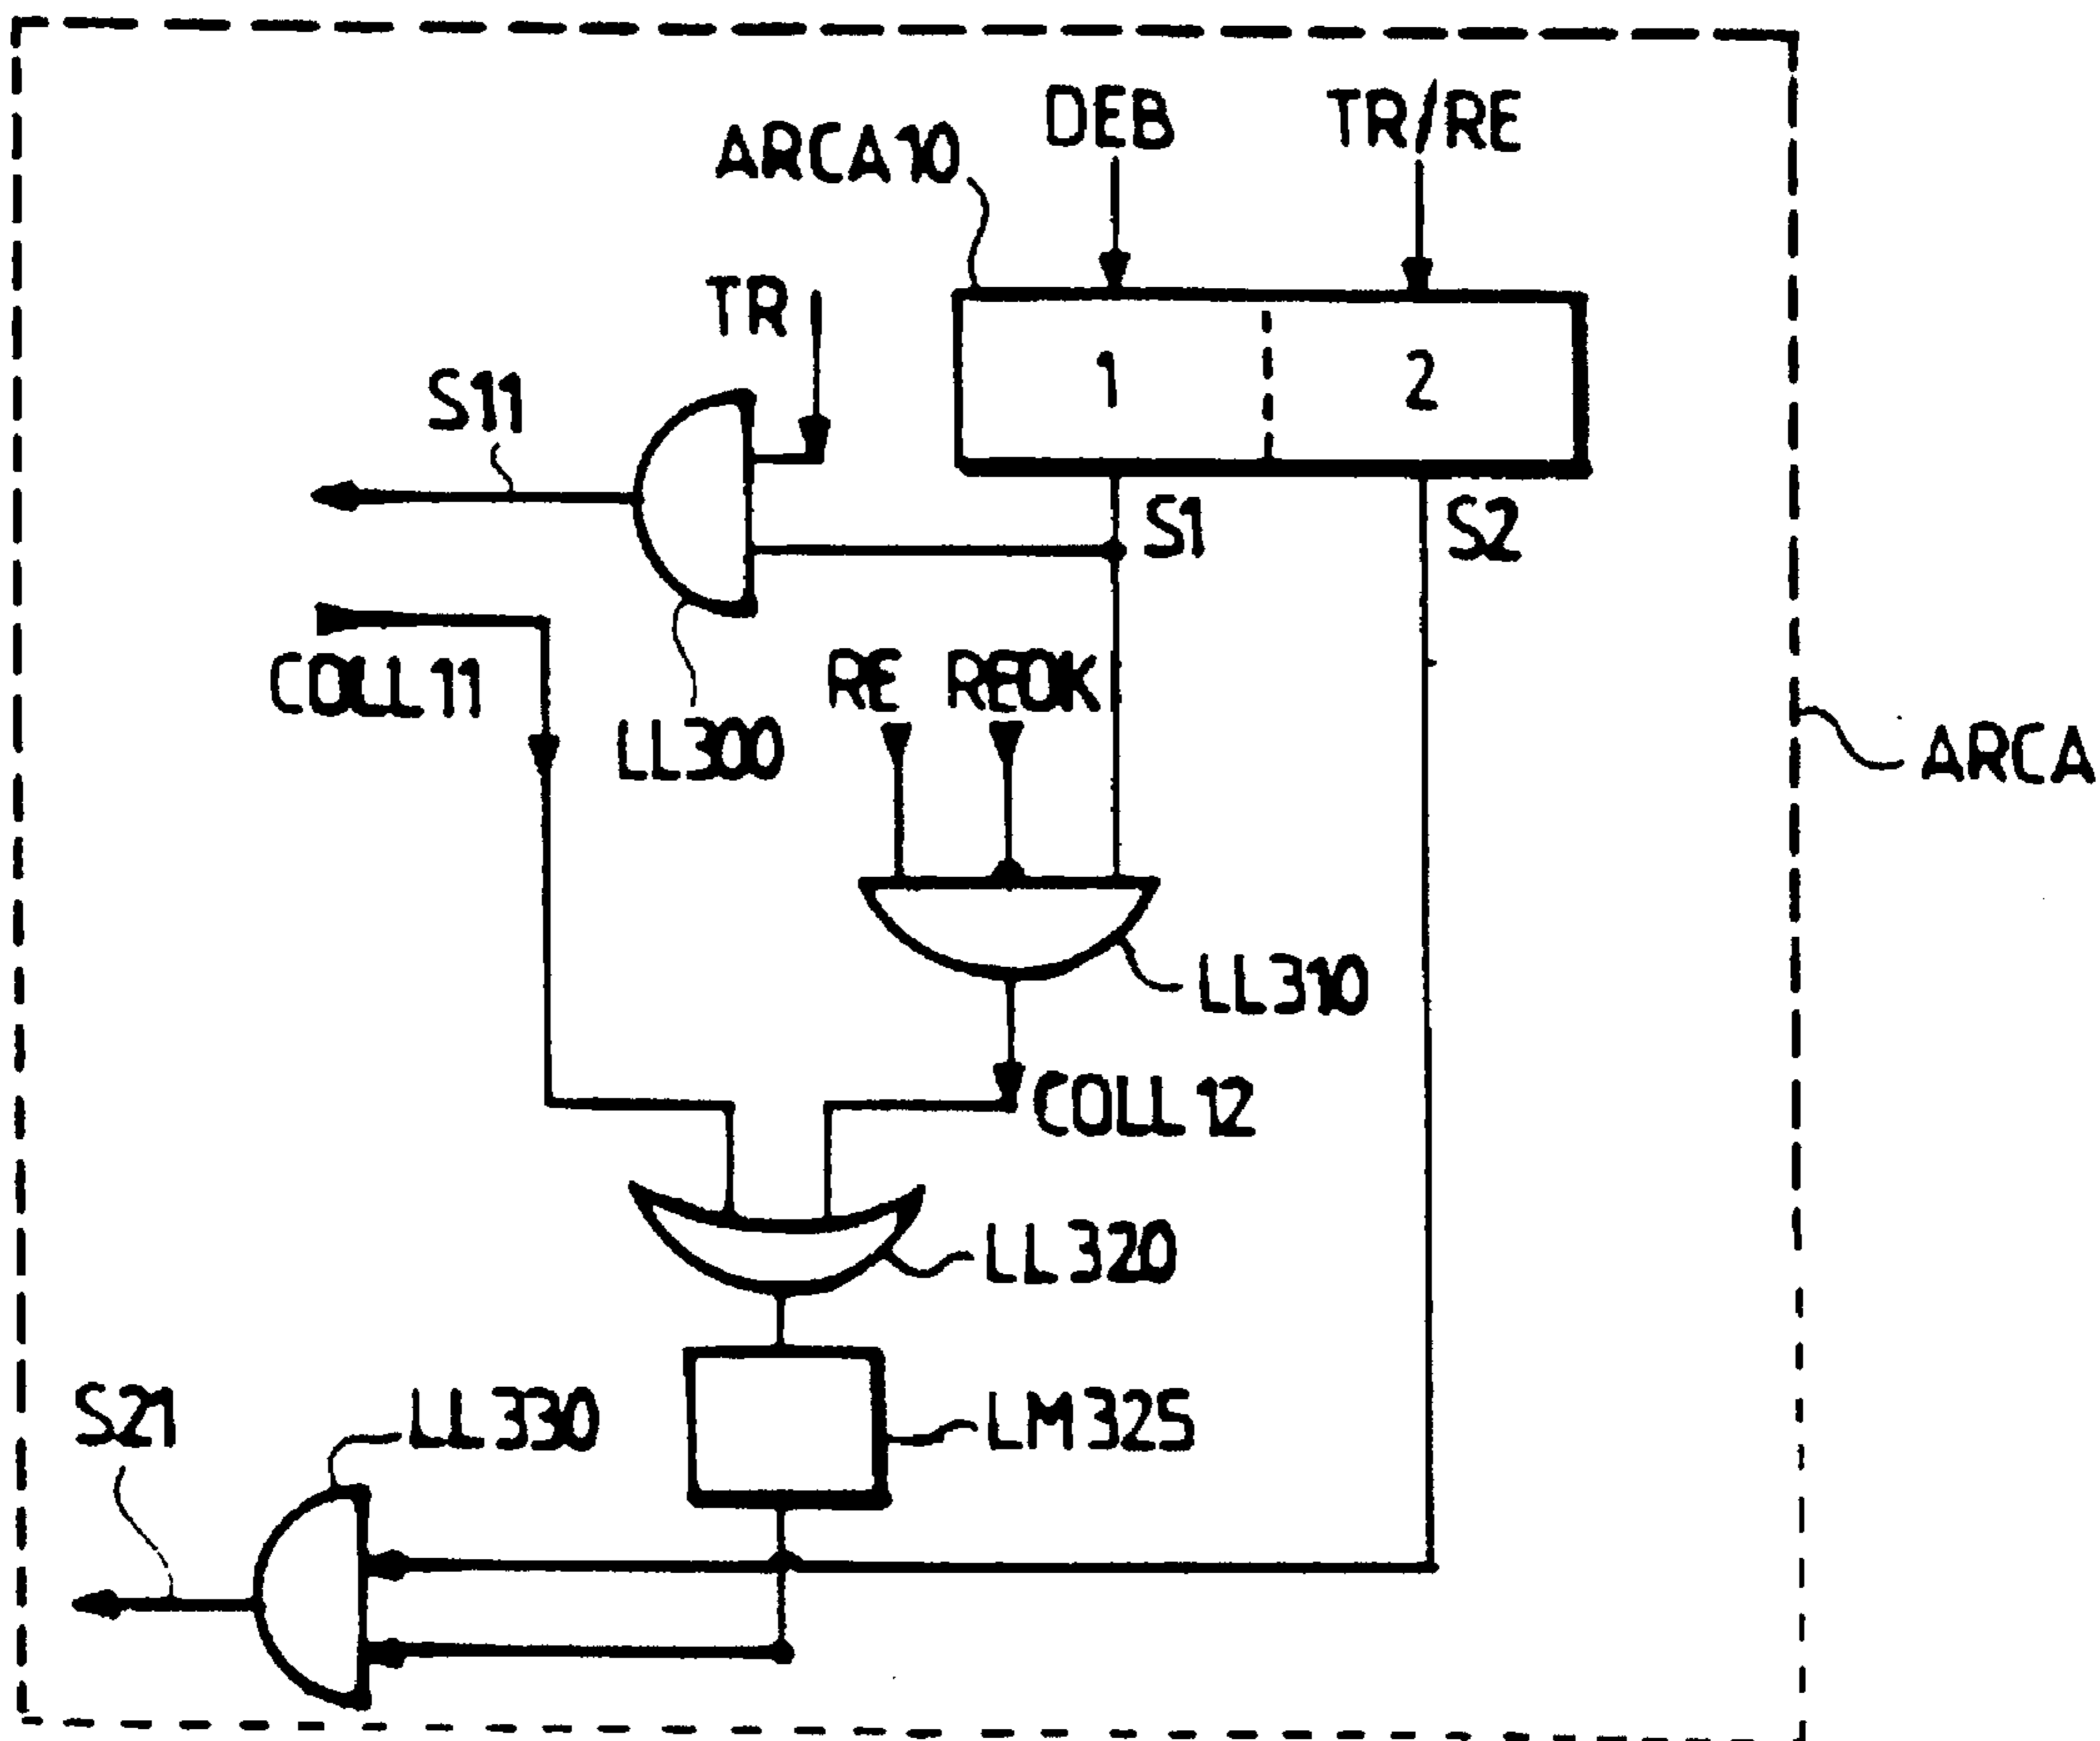 DEB
TR/RE
ARCA10
TR
1
2
S11
S1
S2
COLL11
RE
REOK
LL300
ARCA
LL310
COLL12
LL320
S21
LL330
LM325